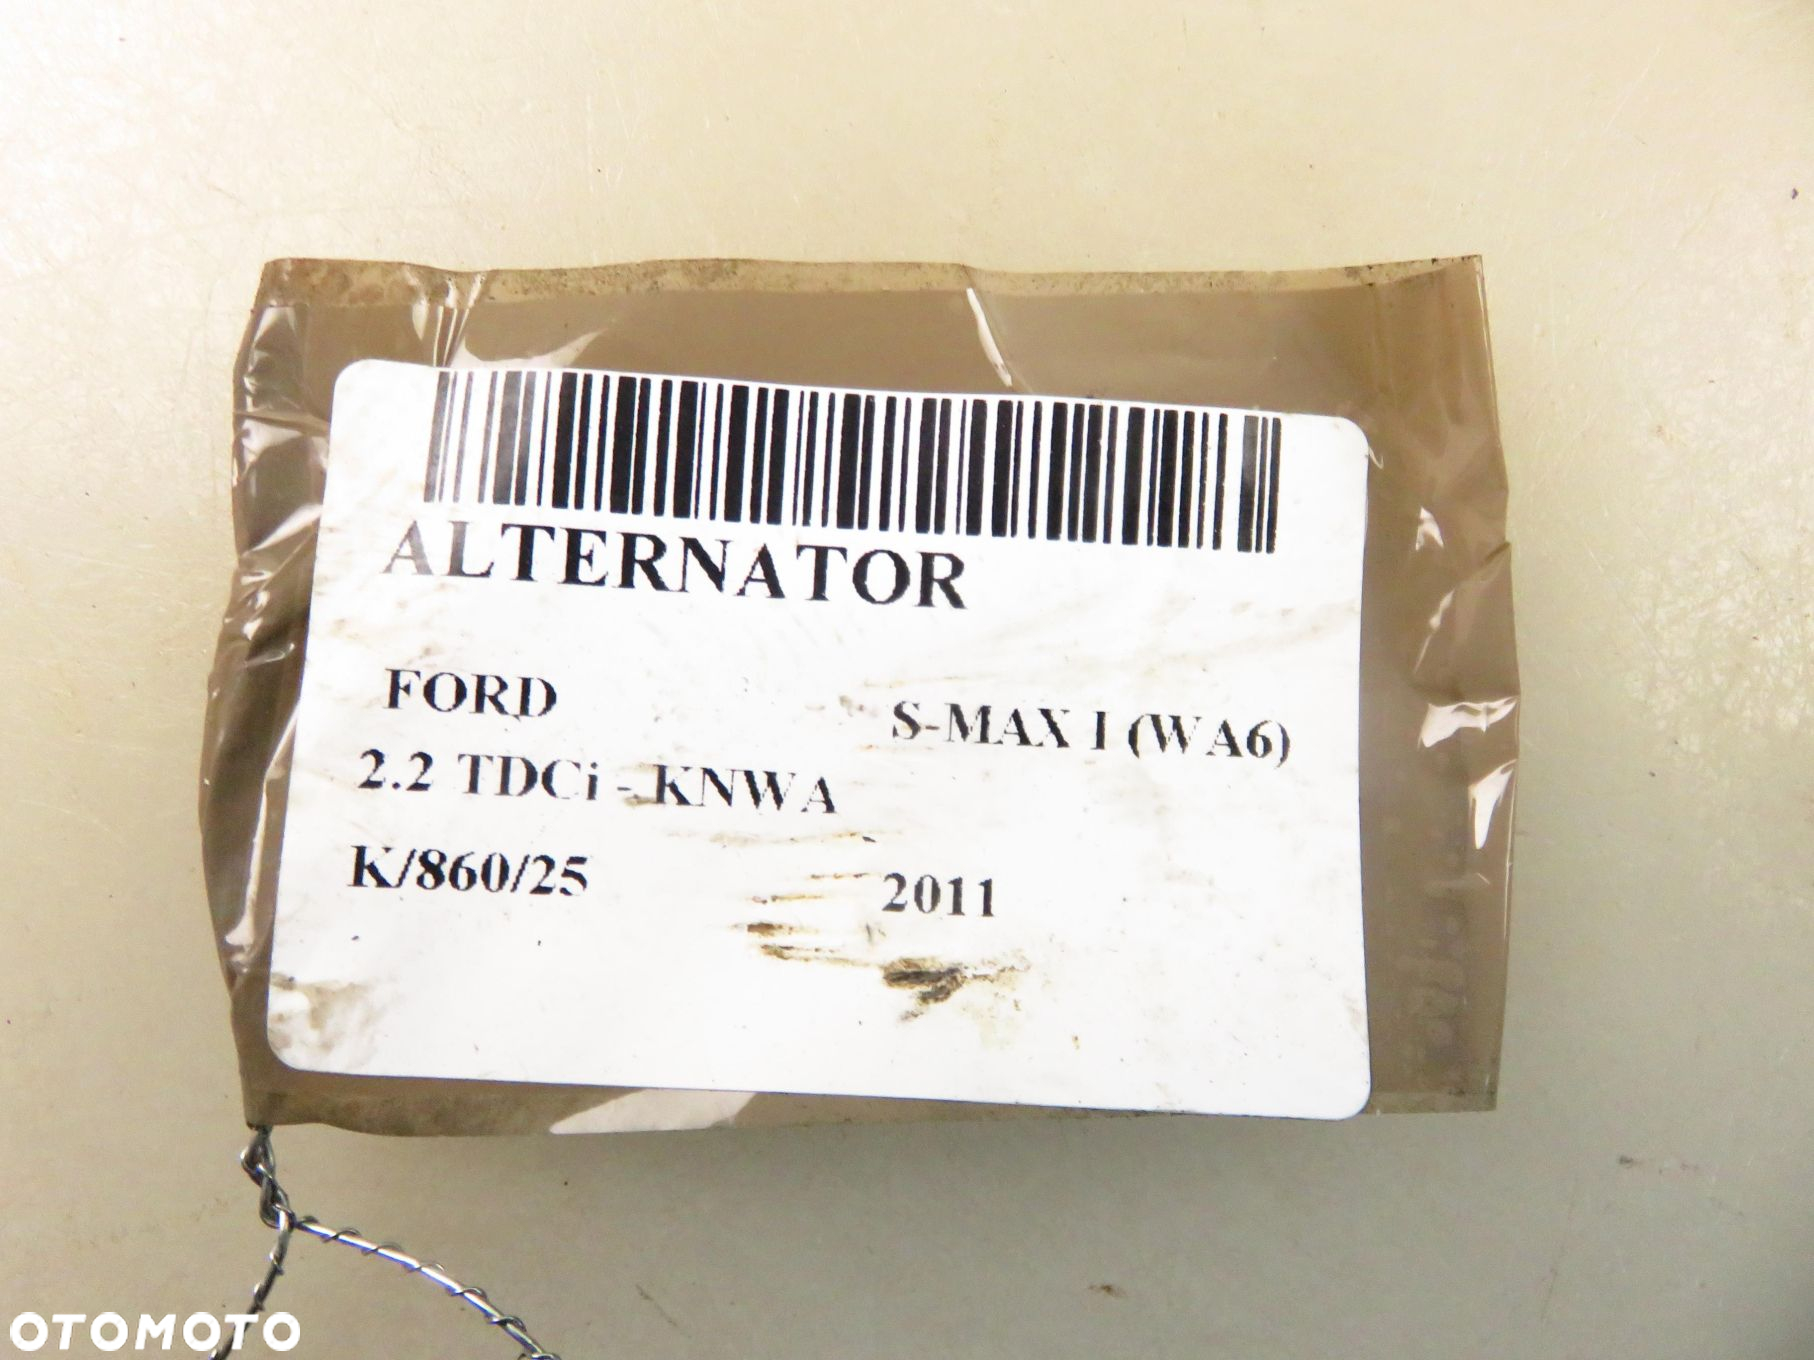 ALTERNATOR
FORD S-MAX I (WA6)
2.2 TDCi - KNWA
K/860/25 2011
OTOMOTO